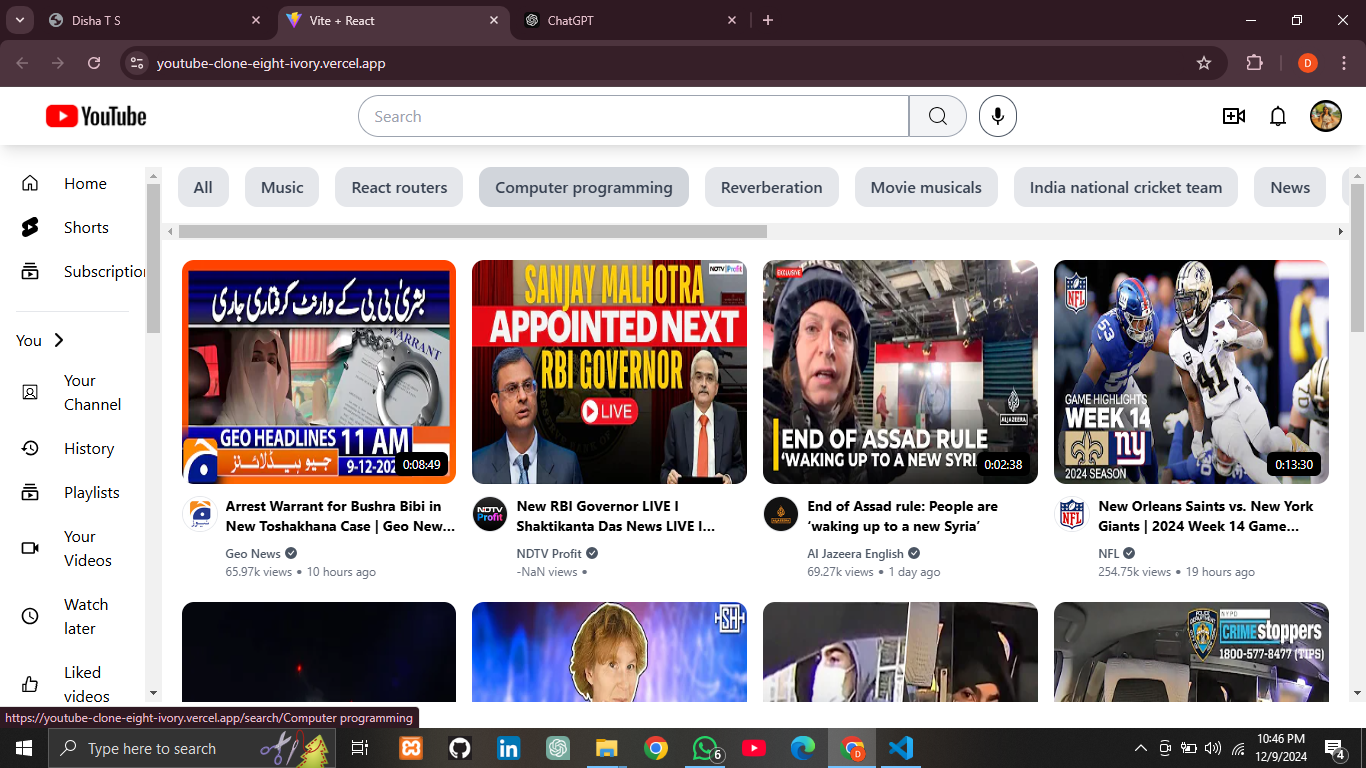 Disha T S
Vite + React
ChatGPT
youtube-clone-eight-ivory.vercel.app
D
YouTube
Search
Home
Shorts
Subscription
You
Your
Channel
History
Playlists
Your
Videos
Watch
later
Liked
videos
All
Music
React routers
Computer programming
Reverberation
Movie musicals
India national cricket team
News
بشریٰ بی بی کے وارنٹ گرفتاری جاری
WARRANT
GEO HEADLINES 11 AM
جیو ہیڈلائنز
9-12-202
0:08:49
Arrest Warrant for Bushra Bibi in
New Toshakhana Case | Geo New...
Geo News
65.97k views • 10 hours ago
NDTV Profit
SANJAY MALHOTRA
APPOINTED NEXT
RBI GOVERNOR
LIVE
NDTV
Profit
New RBI Governor LIVE I
Shaktikanta Das News LIVE I...
NDTV Profit
-NaN views •
EXCLUSIVE
ALJAZEERA
END OF ASSAD RULE
'WAKING UP TO A NEW SYRI
0:02:38
End of Assad rule: People are
‘waking up to a new Syria’
Al Jazeera English
69.27k views • 1 day ago
NFL
53
41
GAME HIGHLIGHTS
WEEK 14
ny
2024 SEASON
0:13:30
NFL
New Orleans Saints vs. New York
Giants | 2024 Week 14 Game...
NFL
254.75k views • 19 hours ago
SH
NYPD
CRIMEstoppers
1800-577-8477 (TIPS)
https://youtube-clone-eight-ivory.vercel.app/search/Computer programming
Type here to search
6
D
10:46 PM
12/9/2024
4